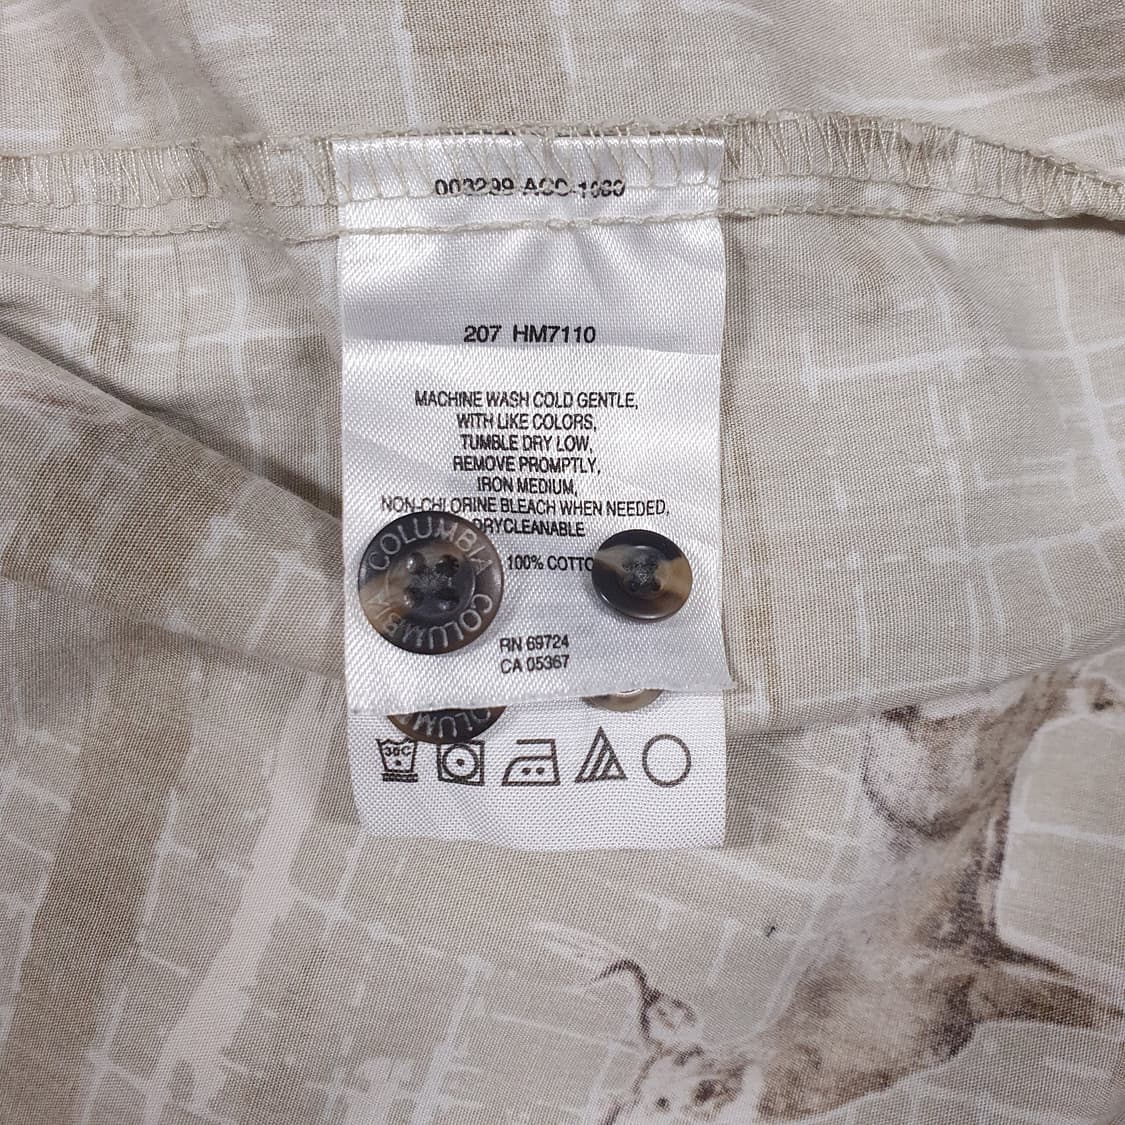 207 HM7110
MACHINE WASH COLD GENTLE,
WITH LIKE COLORS,
TUMBLE DRY LOW,
REMOVE PROMPTLY,
IRON MEDIUM,
NON-CHLORINE BLEACH WHEN NEEDED,
DRYCLEANABLE
COLUMBIA
COLUMBIA
100% COTTO
RN 69724
CA 05367
30C